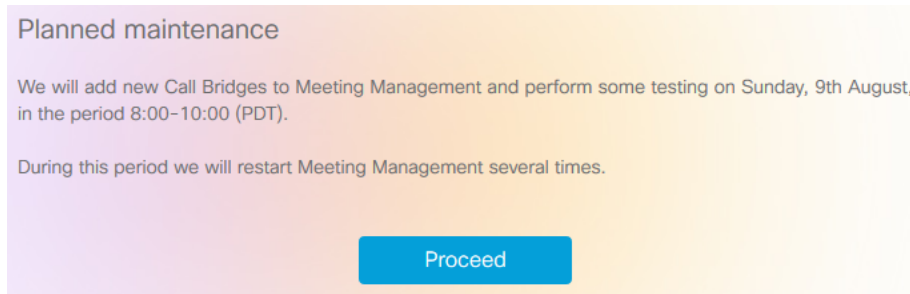 Planned maintenance
We will add new Call Bridges to Meeting Management and perform some testing on Sunday, 9th August,
in the period 8:00-10:00 (PDT).
During this period we will restart Meeting Management several times.
Proceed